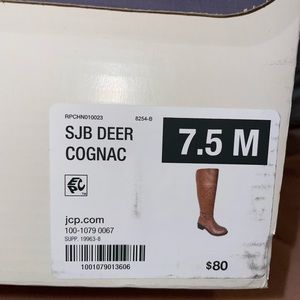 RPCHN010023
8254-B
SJB DEER
COGNAC
7.5 M
jcp.com
100-1079 0067
SUPP. 19963-8
1001079013606
$80